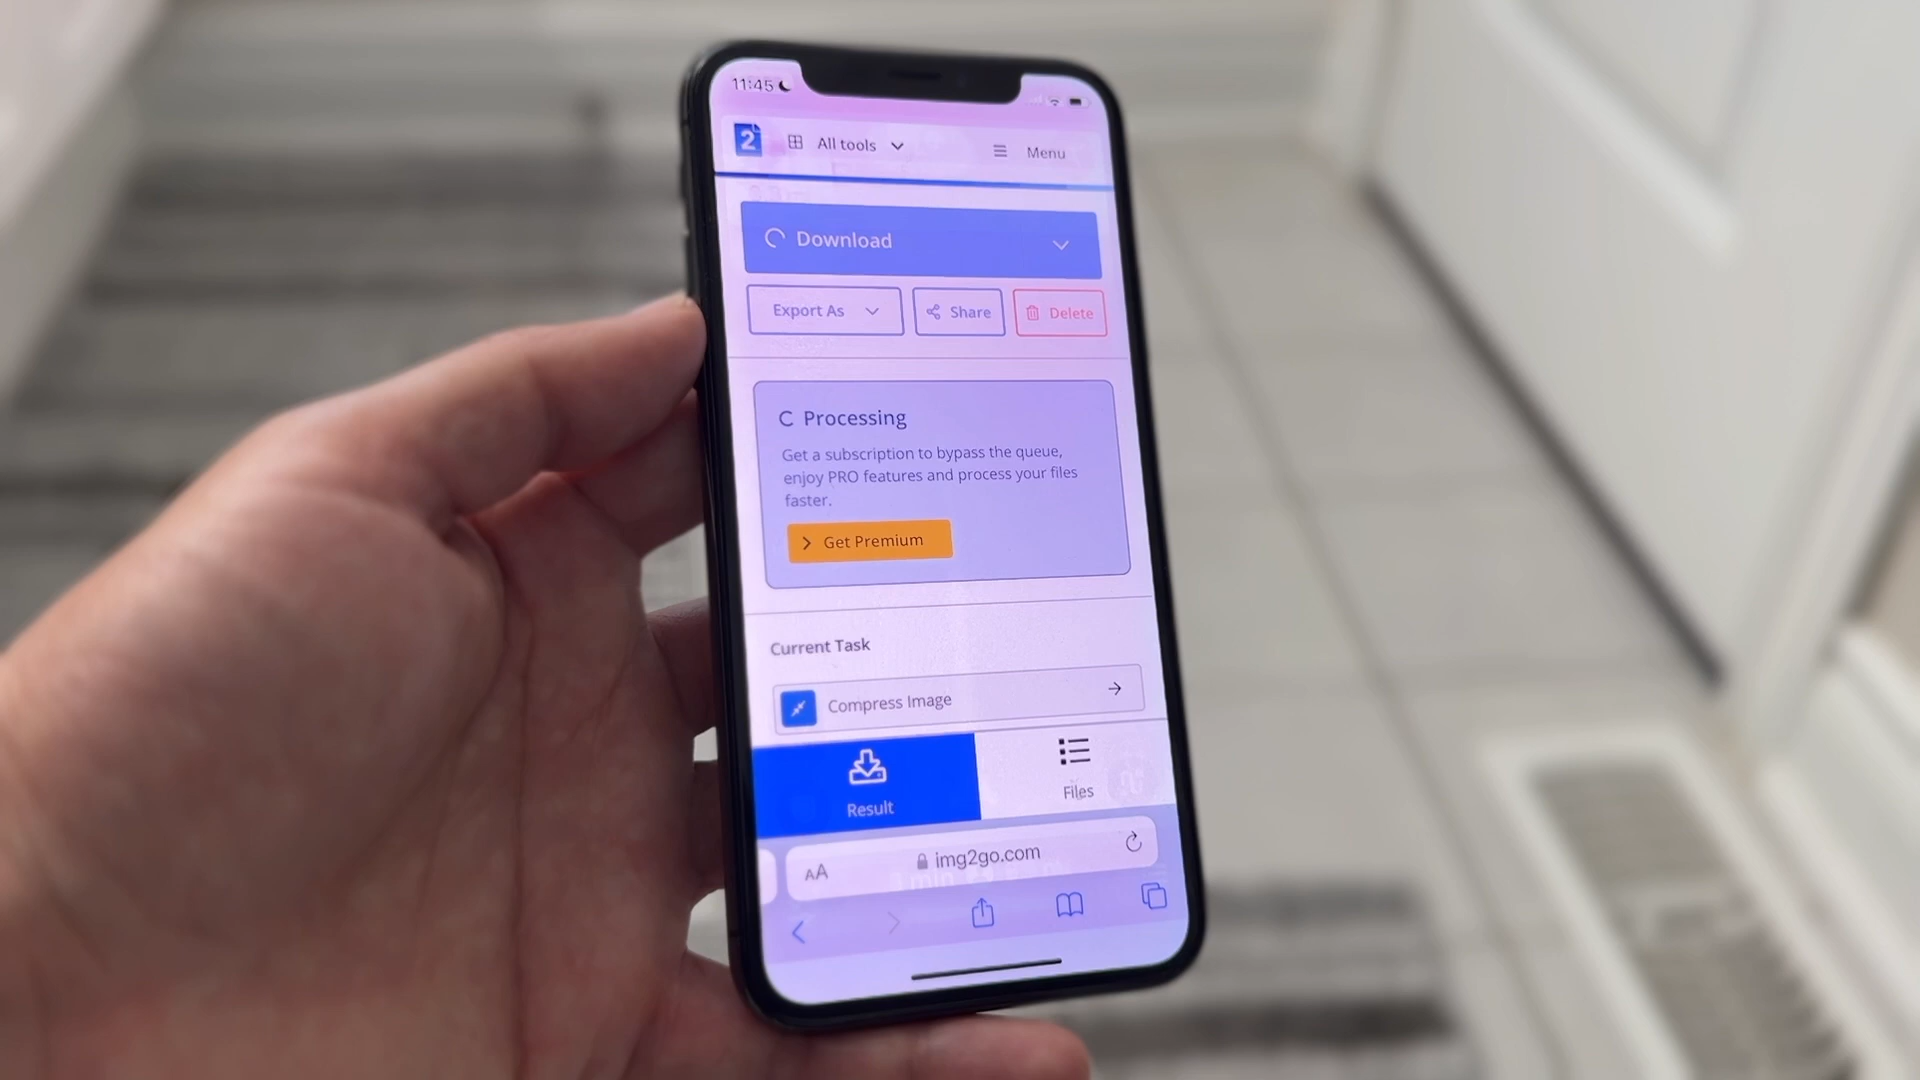 11:45
2 All tools Menu
Download
Export As Share Delete
Processing
Get a subscription to bypass the queue,
enjoy PRO features and process your files
faster.
Get Premium
Current Task
Compress Image
Result Files
AA img2go.com